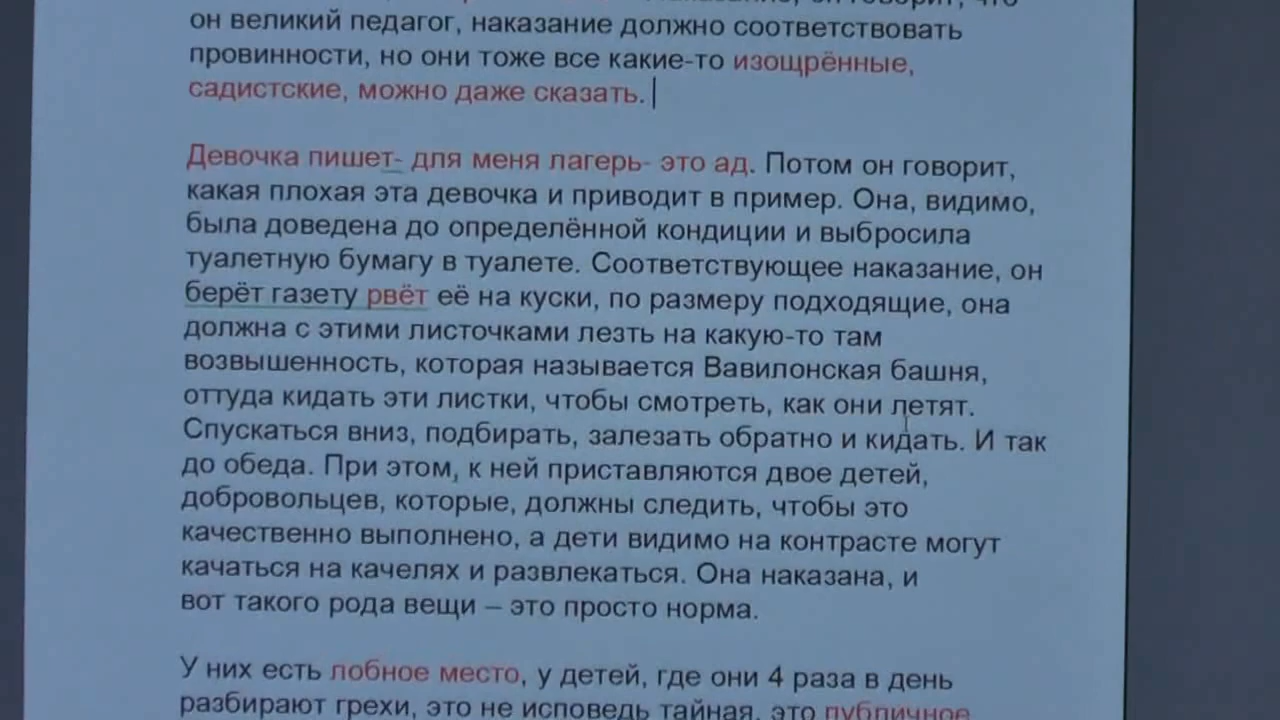 он великий педагог, наказание должно соответствовать
провинности, но они тоже все какие-то изощрённые,
садистские, можно даже сказать.
Девочка пишет- для меня лагерь- это ад. Потом он говорит,
какая плохая эта девочка и приводит в пример. Она, видимо,
была доведена до определённой кондиции и выбросила
туалетную бумагу в туалете. Соответствующее наказание, он
берёт газету рвёт её на куски, по размеру подходящие, она
должна с этими листочками лезть на какую-то там
возвышенность, которая называется Вавилонская башня,
оттуда кидать эти листки, чтобы смотреть, как они летят.
Спускаться вниз, подбирать, залезать обратно и кидать. И так
до обеда. При этом, к ней приставляются двое детей,
добровольцев, которые, должны следить, чтобы это
качественно выполнено, а дети видимо на контрасте могут
качаться на качелях и развлекаться. Она наказана, и
вот такого рода вещи – это просто норма.
У них есть лобное место, у детей, где они 4 раза в день
разбирают грехи, это не исповедь тайная, это публичное